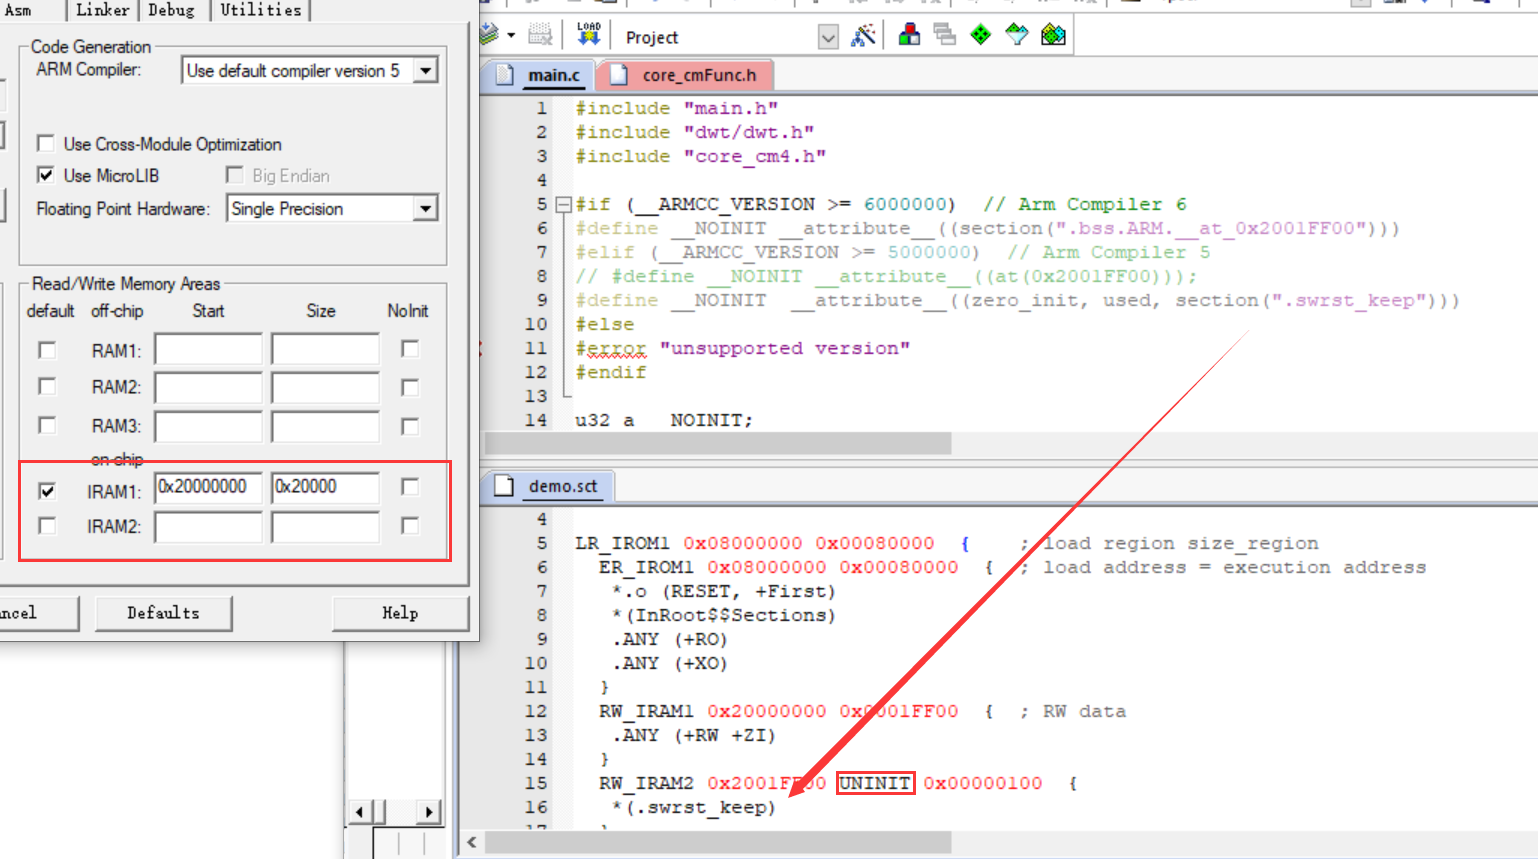 Asm
Linker
Debug
Utilities
Code Generation
ARM Compiler:
Use default compiler version 5
Use Cross-Module Optimization
Use MicroLIB
Big Endian
Floating Point Hardware:
Single Precision
Read/Write Memory Areas
default off-chip Start Size NoInit
RAM1:
RAM2:
RAM3:
on-chip
IRAM1: 0x20000000 0x20000
IRAM2:
Defaults
Help
LOAD
Project
main.c
core_cmFunc.h
1 #include "main.h"
2 #include "dwt/dwt.h"
3 #include "core_cm4.h"
4
5 #if (__ARMCC_VERSION >= 6000000) // Arm Compiler 6
6 #define __NOINIT __attribute__((section(".bss.ARM.__at_0x2001FF00")))
7 #elif (__ARMCC_VERSION >= 5000000) // Arm Compiler 5
8 // #define __NOINIT __attribute__((at(0x2001FF00)));
9 #define __NOINIT __attribute__((zero_init, used, section(".swrst_keep")))
10 #else
11 #error "unsupported version"
12 #endif
13
14 u32 a NOINIT;
demo.sct
4
5 LR_IROM1 0x08000000 0x00080000 { ; load region size_region
6 ER_IROM1 0x08000000 0x00080000 { ; load address = execution address
7 *.o (RESET, +First)
8 *(InRoot$$Sections)
9 .ANY (+RO)
10 .ANY (+XO)
11 }
12 RW_IRAM1 0x20000000 0x0001FF00 { ; RW data
13 .ANY (+RW +ZI)
14 }
15 RW_IRAM2 0x2001FF00 UNINIT 0x00000100 {
16 *(.swrst_keep)
17 }